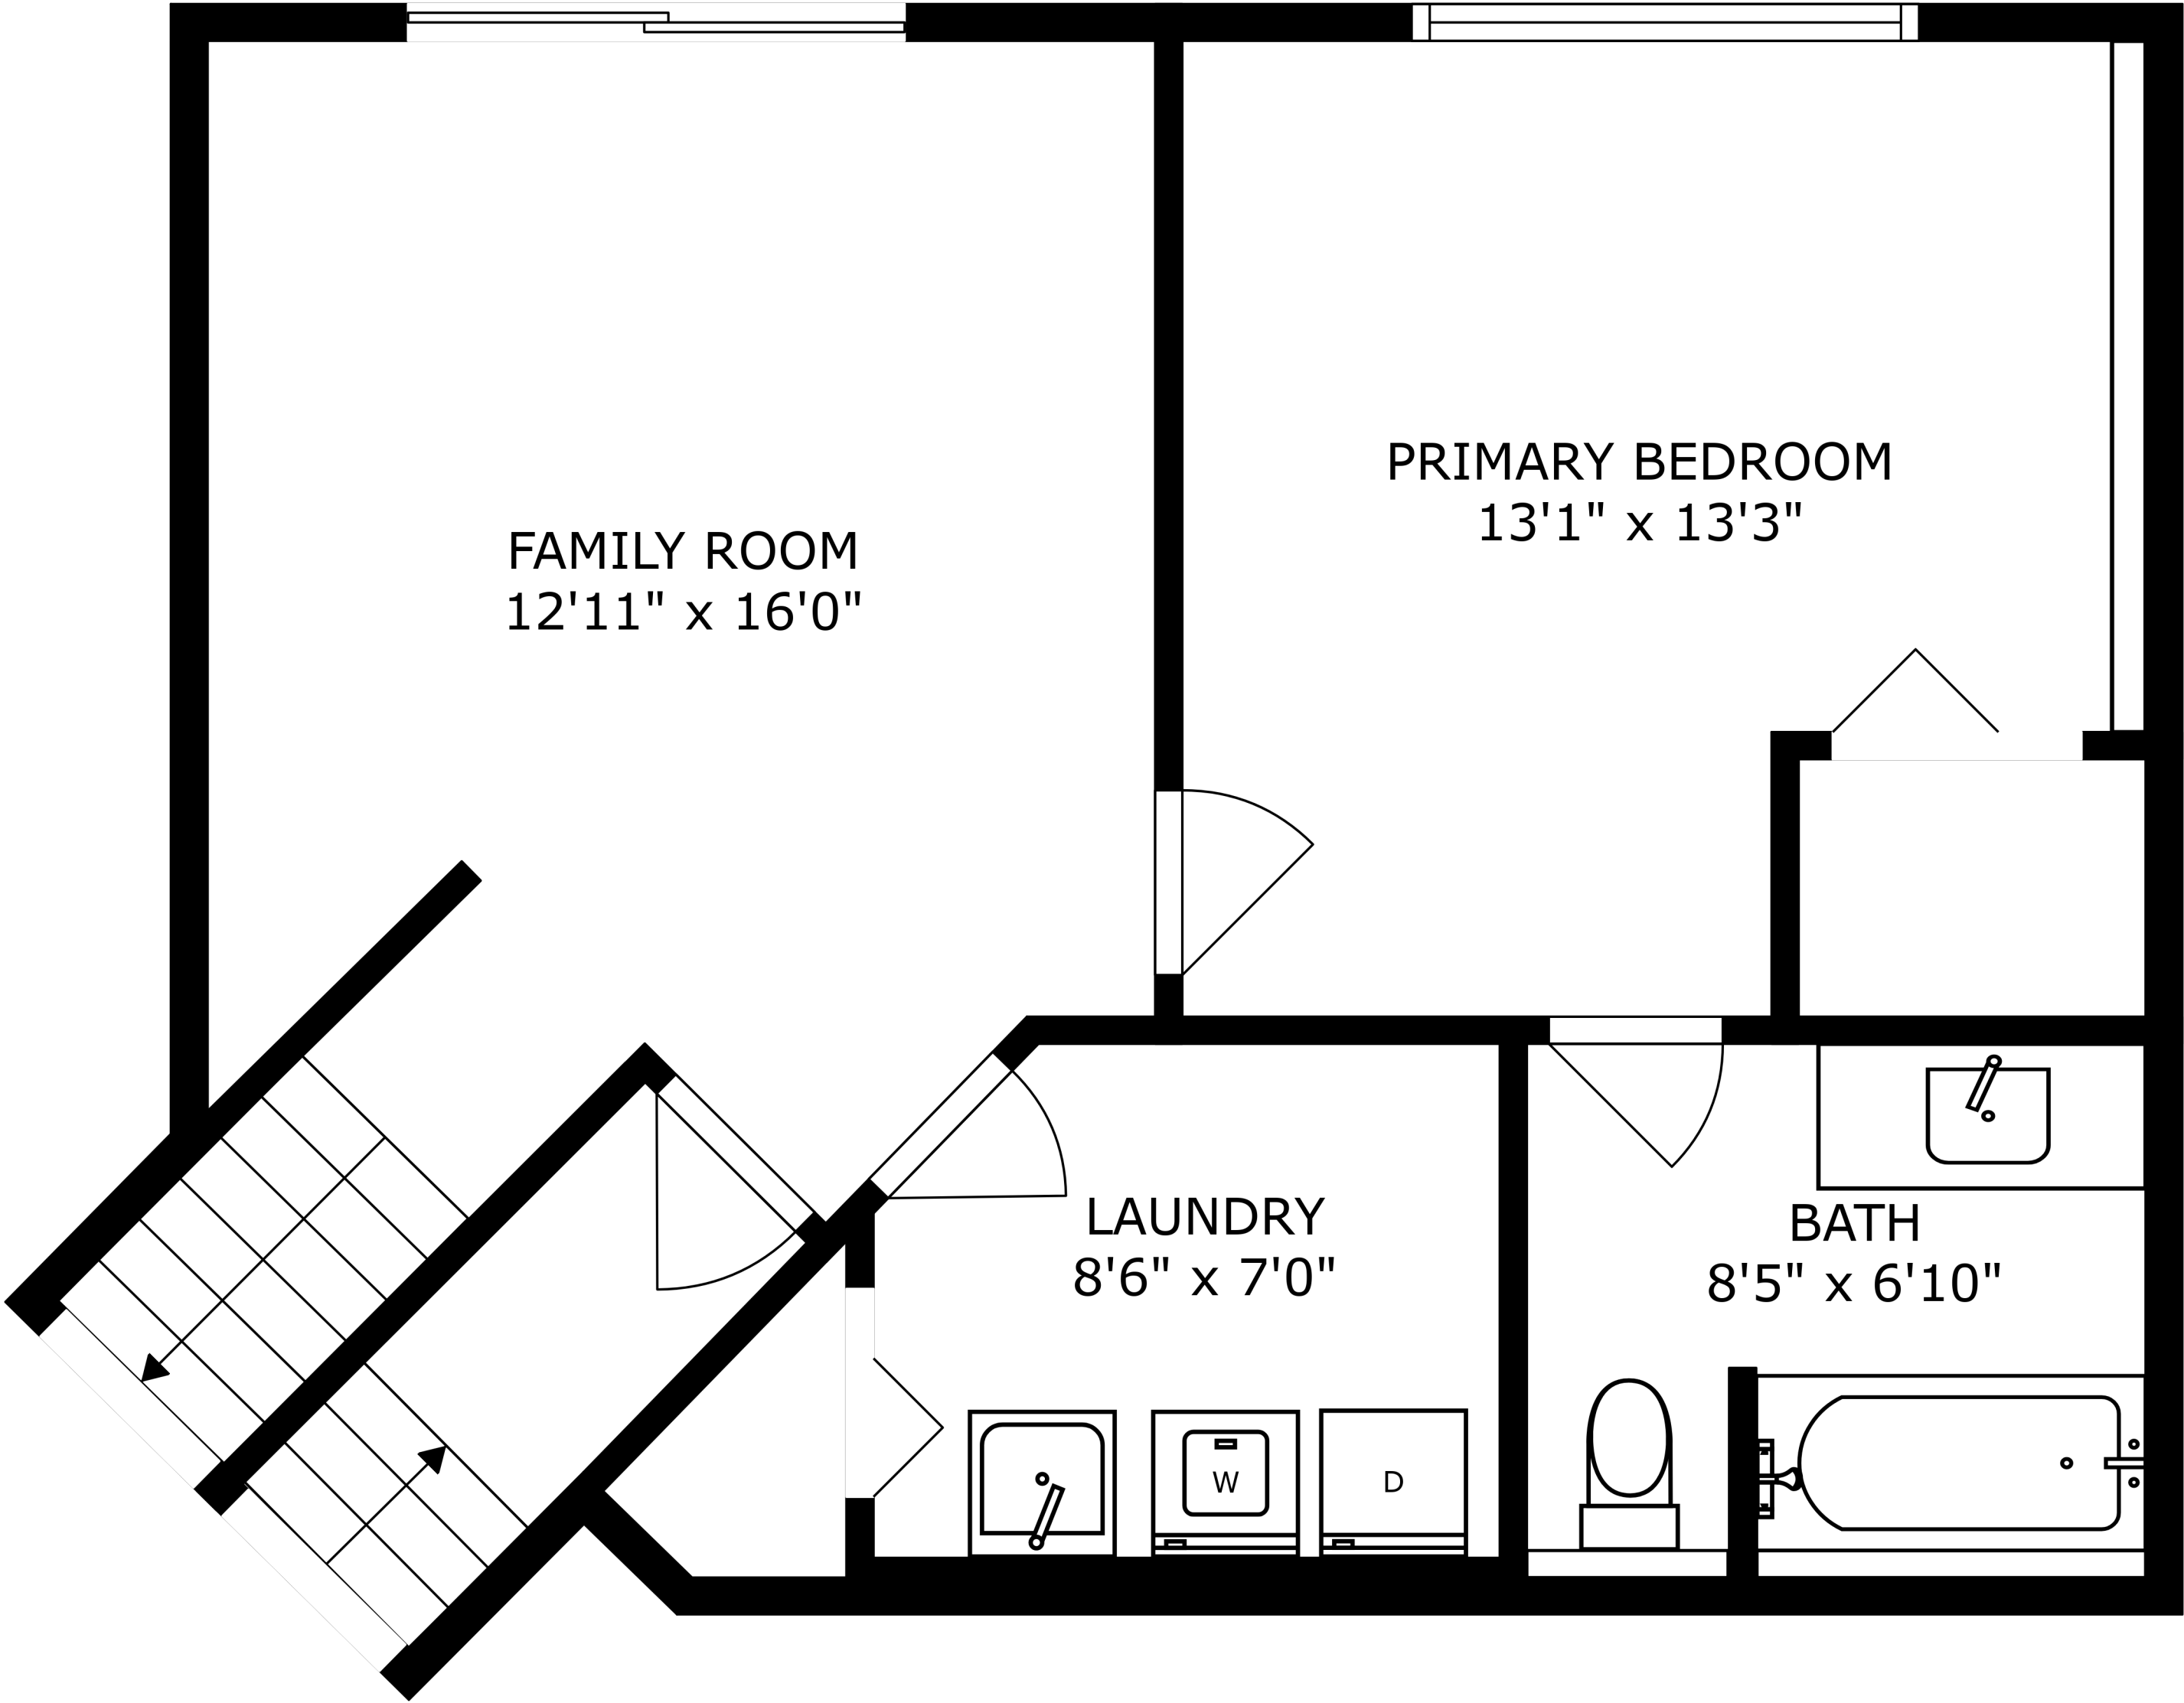 PRIMARY BEDROOM
13'1" x 13'3"
FAMILY ROOM
12'11" x 16'0"
LAUNDRY
8'6" x 7'0"
BATH
8'5" x 6'10"
W
D